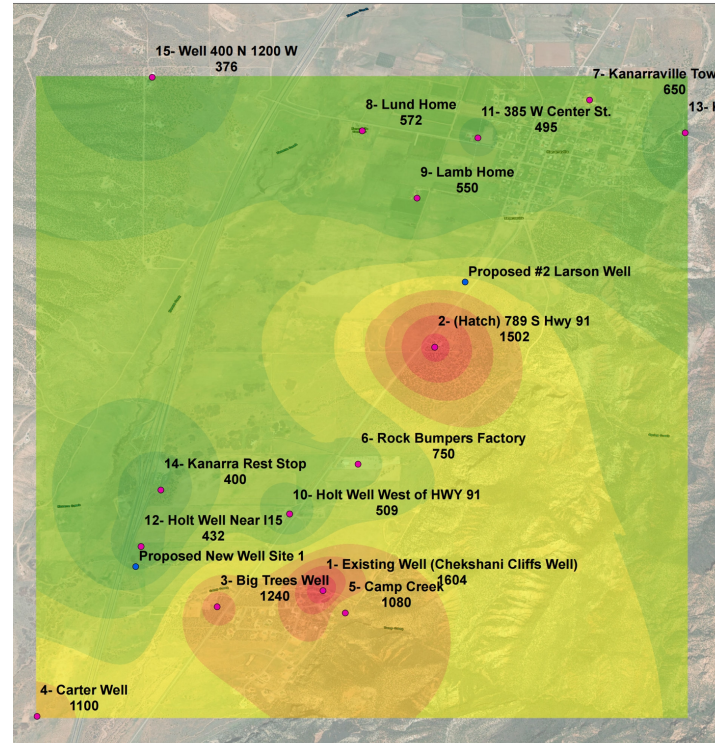 15- Well 400 N 1200 W
376
7- Kanarraville Tow
650
8- Lund Home
572
11- 385 W Center St.
495
13- H
9- Lamb Home
550
Proposed #2 Larson Well
2- (Hatch) 789 S Hwy 91
1502
6- Rock Bumpers Factory
750
14- Kanarra Rest Stop
400
10- Holt Well West of HWY 91
509
12- Holt Well Near I15
432
Proposed New Well Site 1
1- Existing Well (Chekshani Cliffs Well)
1604
3- Big Trees Well
1240
5- Camp Creek
1080
4- Carter Well
1100